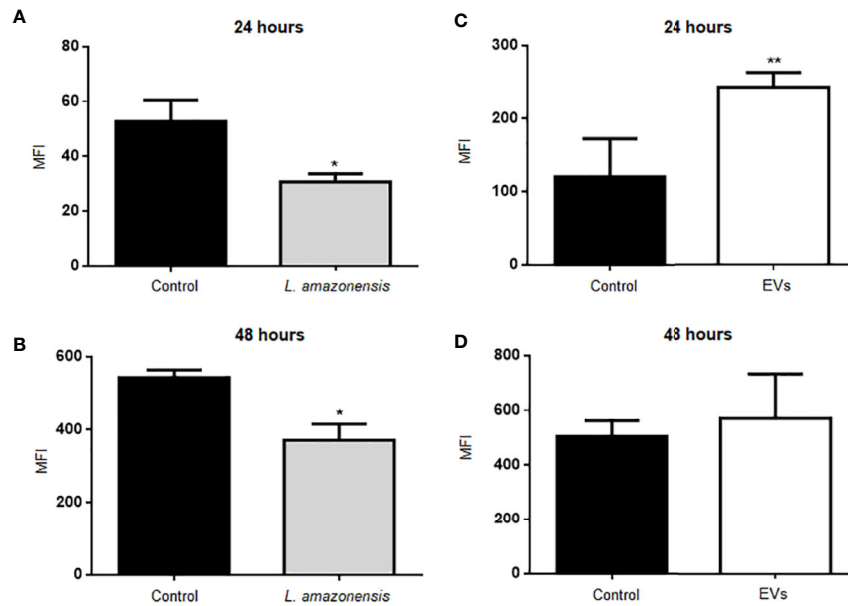 A
24 hours
80
60
40
20
0
MFI
*
Control
L. amazonensis
B
48 hours
600
400
200
0
MFI
*
Control
L. amazonensis
C
24 hours
300
200
100
0
MFI
**
Control
EVs
D
48 hours
800
600
400
200
0
MFI
Control
EVs